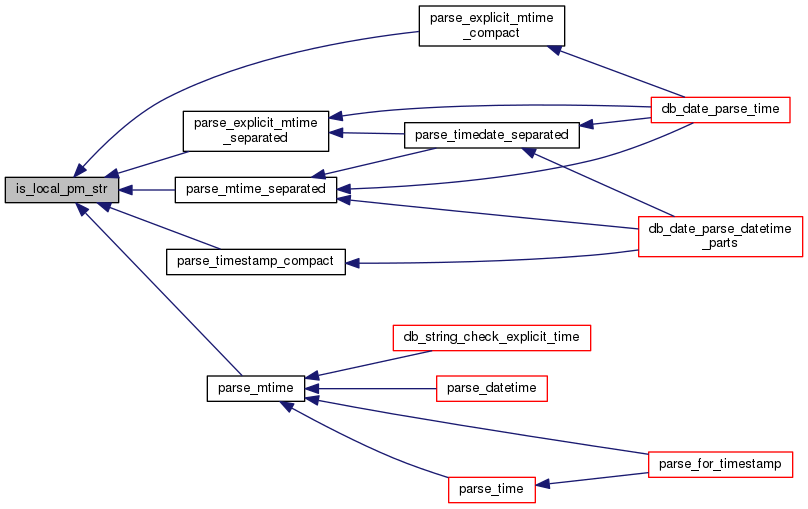 parse_explicit_mtime
_compact
db_date_parse_time
parse_explicit_mtime
_separated
parse_timedate_separated
is_local_pm_str
parse_mtime_separated
db_date_parse_datetime
_parts
parse_timestamp_compact
db_string_check_explicit_time
parse_mtime
parse_datetime
parse_for_timestamp
parse_time